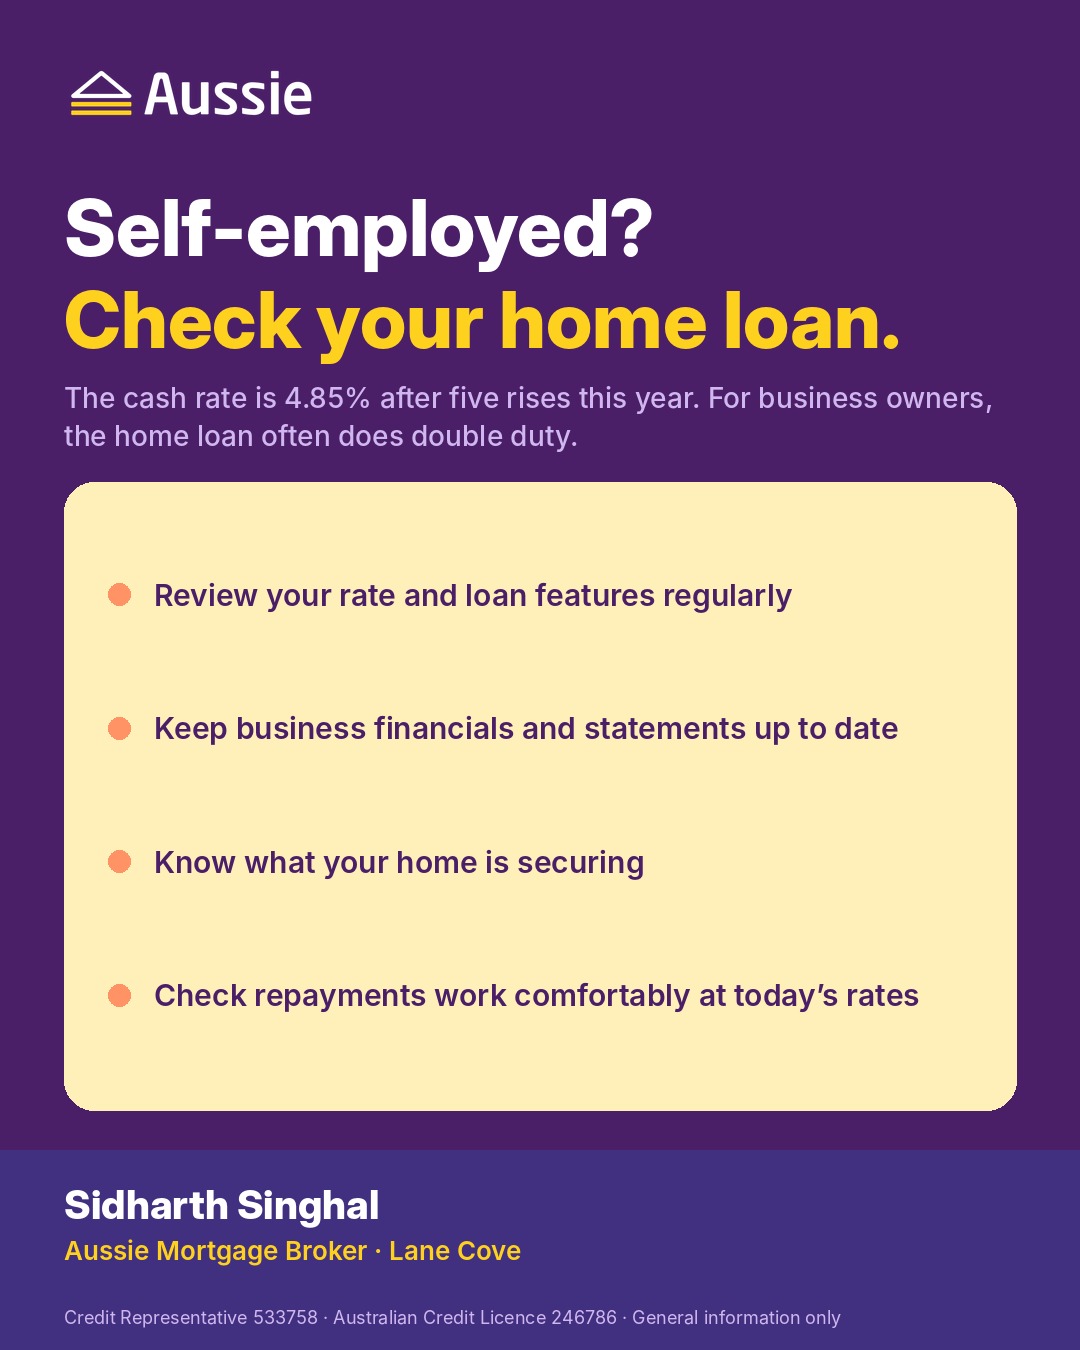 Aussie
Self-employed?
Check your home loan.
The cash rate is 4.85% after five rises this year. For business owners,
the home loan often does double duty.
Review your rate and loan features regularly
Keep business financials and statements up to date
Know what your home is securing
Check repayments work comfortably at today’s rates
Sidharth Singhal
Aussie Mortgage Broker · Lane Cove
Credit Representative 533758 · Australian Credit Licence 246786 · General information only